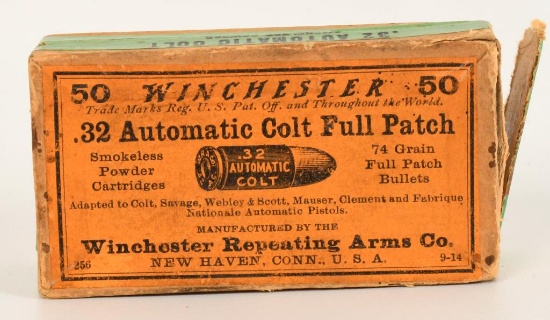 .32 AUTOMATIC COLT.
50 WINCHESTER 50
Trade Marks Reg. U. S. Pat. Off. and Throughout the World.
.32 Automatic Colt Full Patch
Smokeless
Powder
Cartridges
.32
AUTOMATIC
COLT
74 Grain
Full Patch
Bullets
Adapted to Colt, Savage, Webley & Scott, Mauser, Clement and Fabrique
Nationale Automatic Pistols.
MANUFACTURED BY THE
Winchester Repeating Arms Co.
256 NEW HAVEN, CONN., U. S. A. 9-14